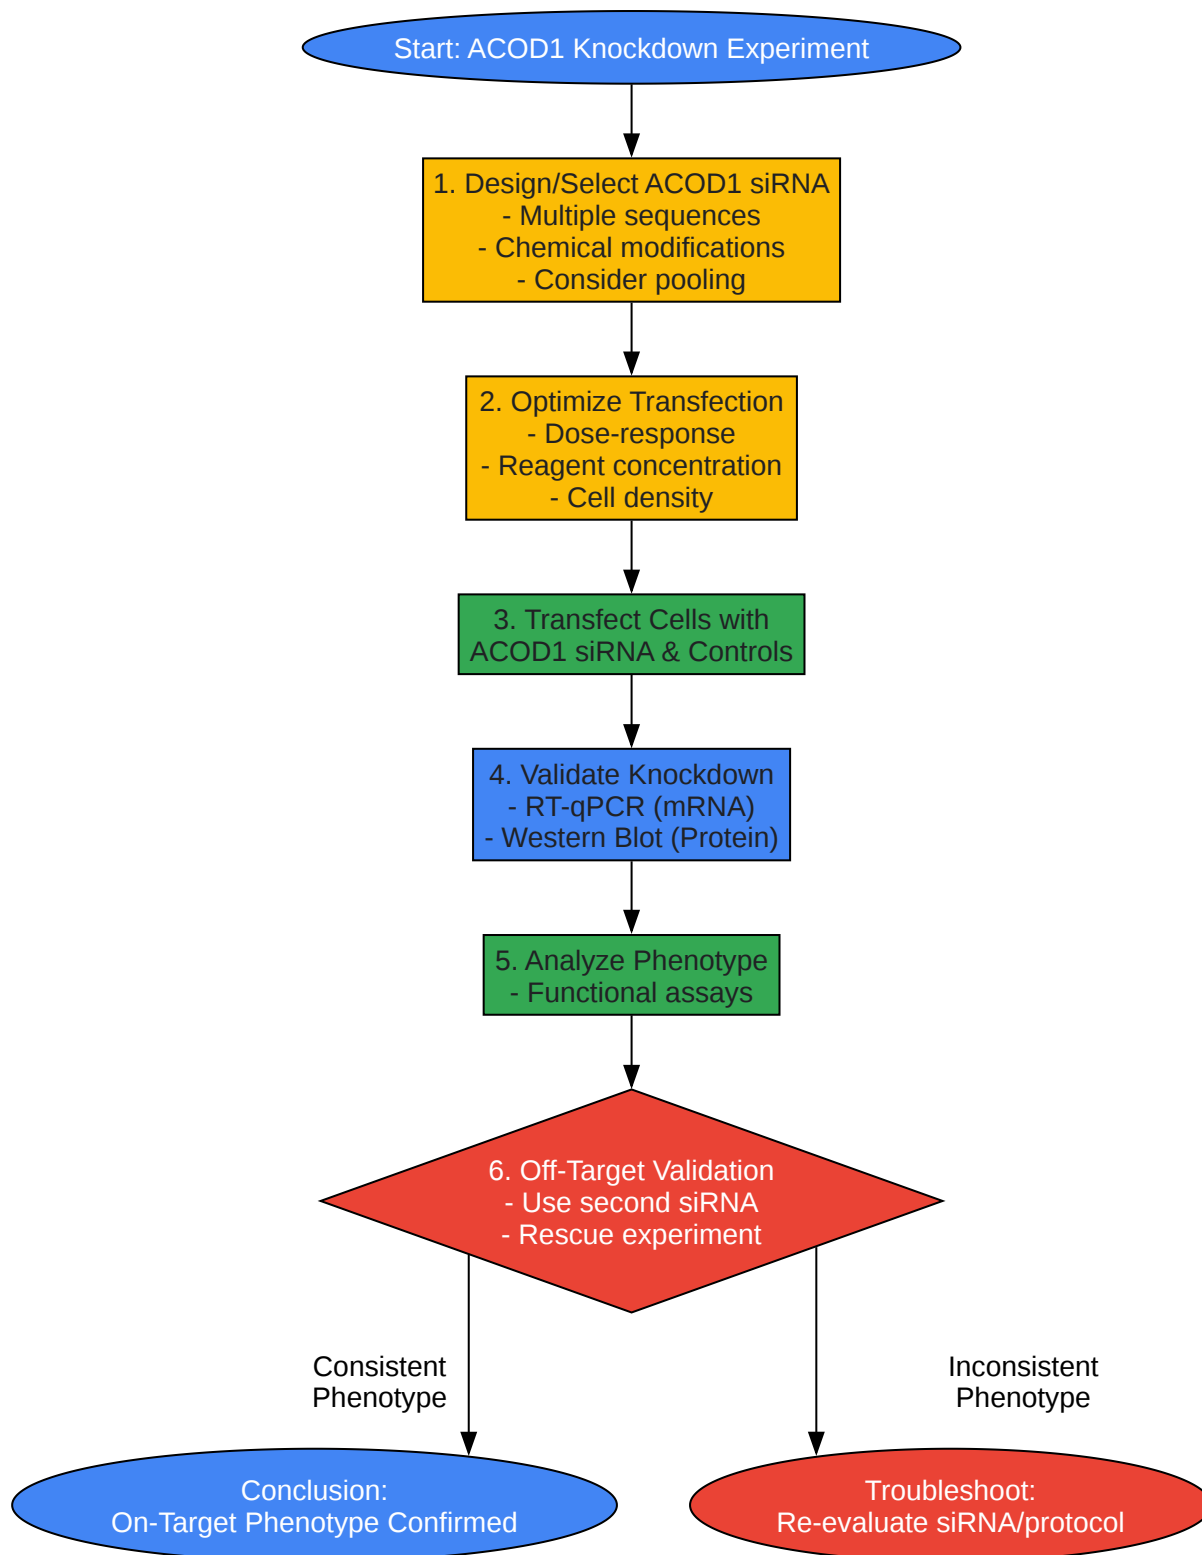 Start: ACOD1 Knockdown Experiment
1. Design/Select ACOD1 siRNA
- Multiple sequences
- Chemical modifications
- Consider pooling
2. Optimize Transfection
- Dose-response
- Reagent concentration
- Cell density
3. Transfect Cells with
ACOD1 siRNA & Controls
4. Validate Knockdown
- RT-qPCR (mRNA)
- Western Blot (Protein)
5. Analyze Phenotype
- Functional assays
6. Off-Target Validation
- Use second siRNA
- Rescue experiment
Consistent
Phenotype
Inconsistent
Phenotype
Conclusion:
On-Target Phenotype Confirmed
Troubleshoot:
Re-evaluate siRNA/protocol